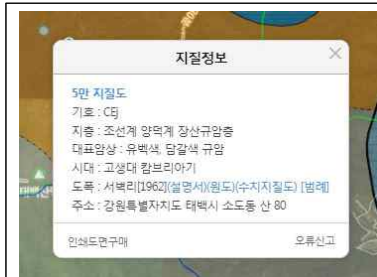 지질정보
5만 지질도
기호 : CEj
지층 : 조선계 양덕계 장산규암층
대표암상 : 유백색, 담갈색 규암
시대 : 고생대 캄브리아기
도폭 : 서벽리[1962](설명서)(원도)(수치지질도) [범례]
주소 : 강원특별자치도 태백시 소도동 산 80
인쇄도면구매 오류신고